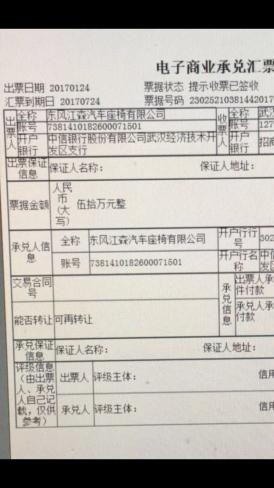 电子商业承兑汇票
出票日期 20170124
票据状态 提示收票已签收
汇票到期日 20170724
票据号码 2302521038144201
出票人
全称 东风江森汽车座椅有限公司
账号 7381410182600071501
开户银行 中信银行股份有限公司武汉经济技术开发区支行
收票人
全称 武
账号 127
开户银行 招商
出票保证信息
保证人名称：
保证人地址：
票据金额
人民币(大写) 伍拾万元整
承兑人信息
全称 东风江森汽车座椅有限公司
账号 7381410182600071501
开户行行号 302
开户行名称 中信发区
交易合同号
能否转让 可再转让
承兑信息
出票人承
件付款
承兑人承
件付款
承兑保证信息
保证人名称：
保证人地址：
评级信息(由出票人、承兑人自己记载，仅供参考)
出票人 评级主体： 信用
承兑人 评级主体： 信用